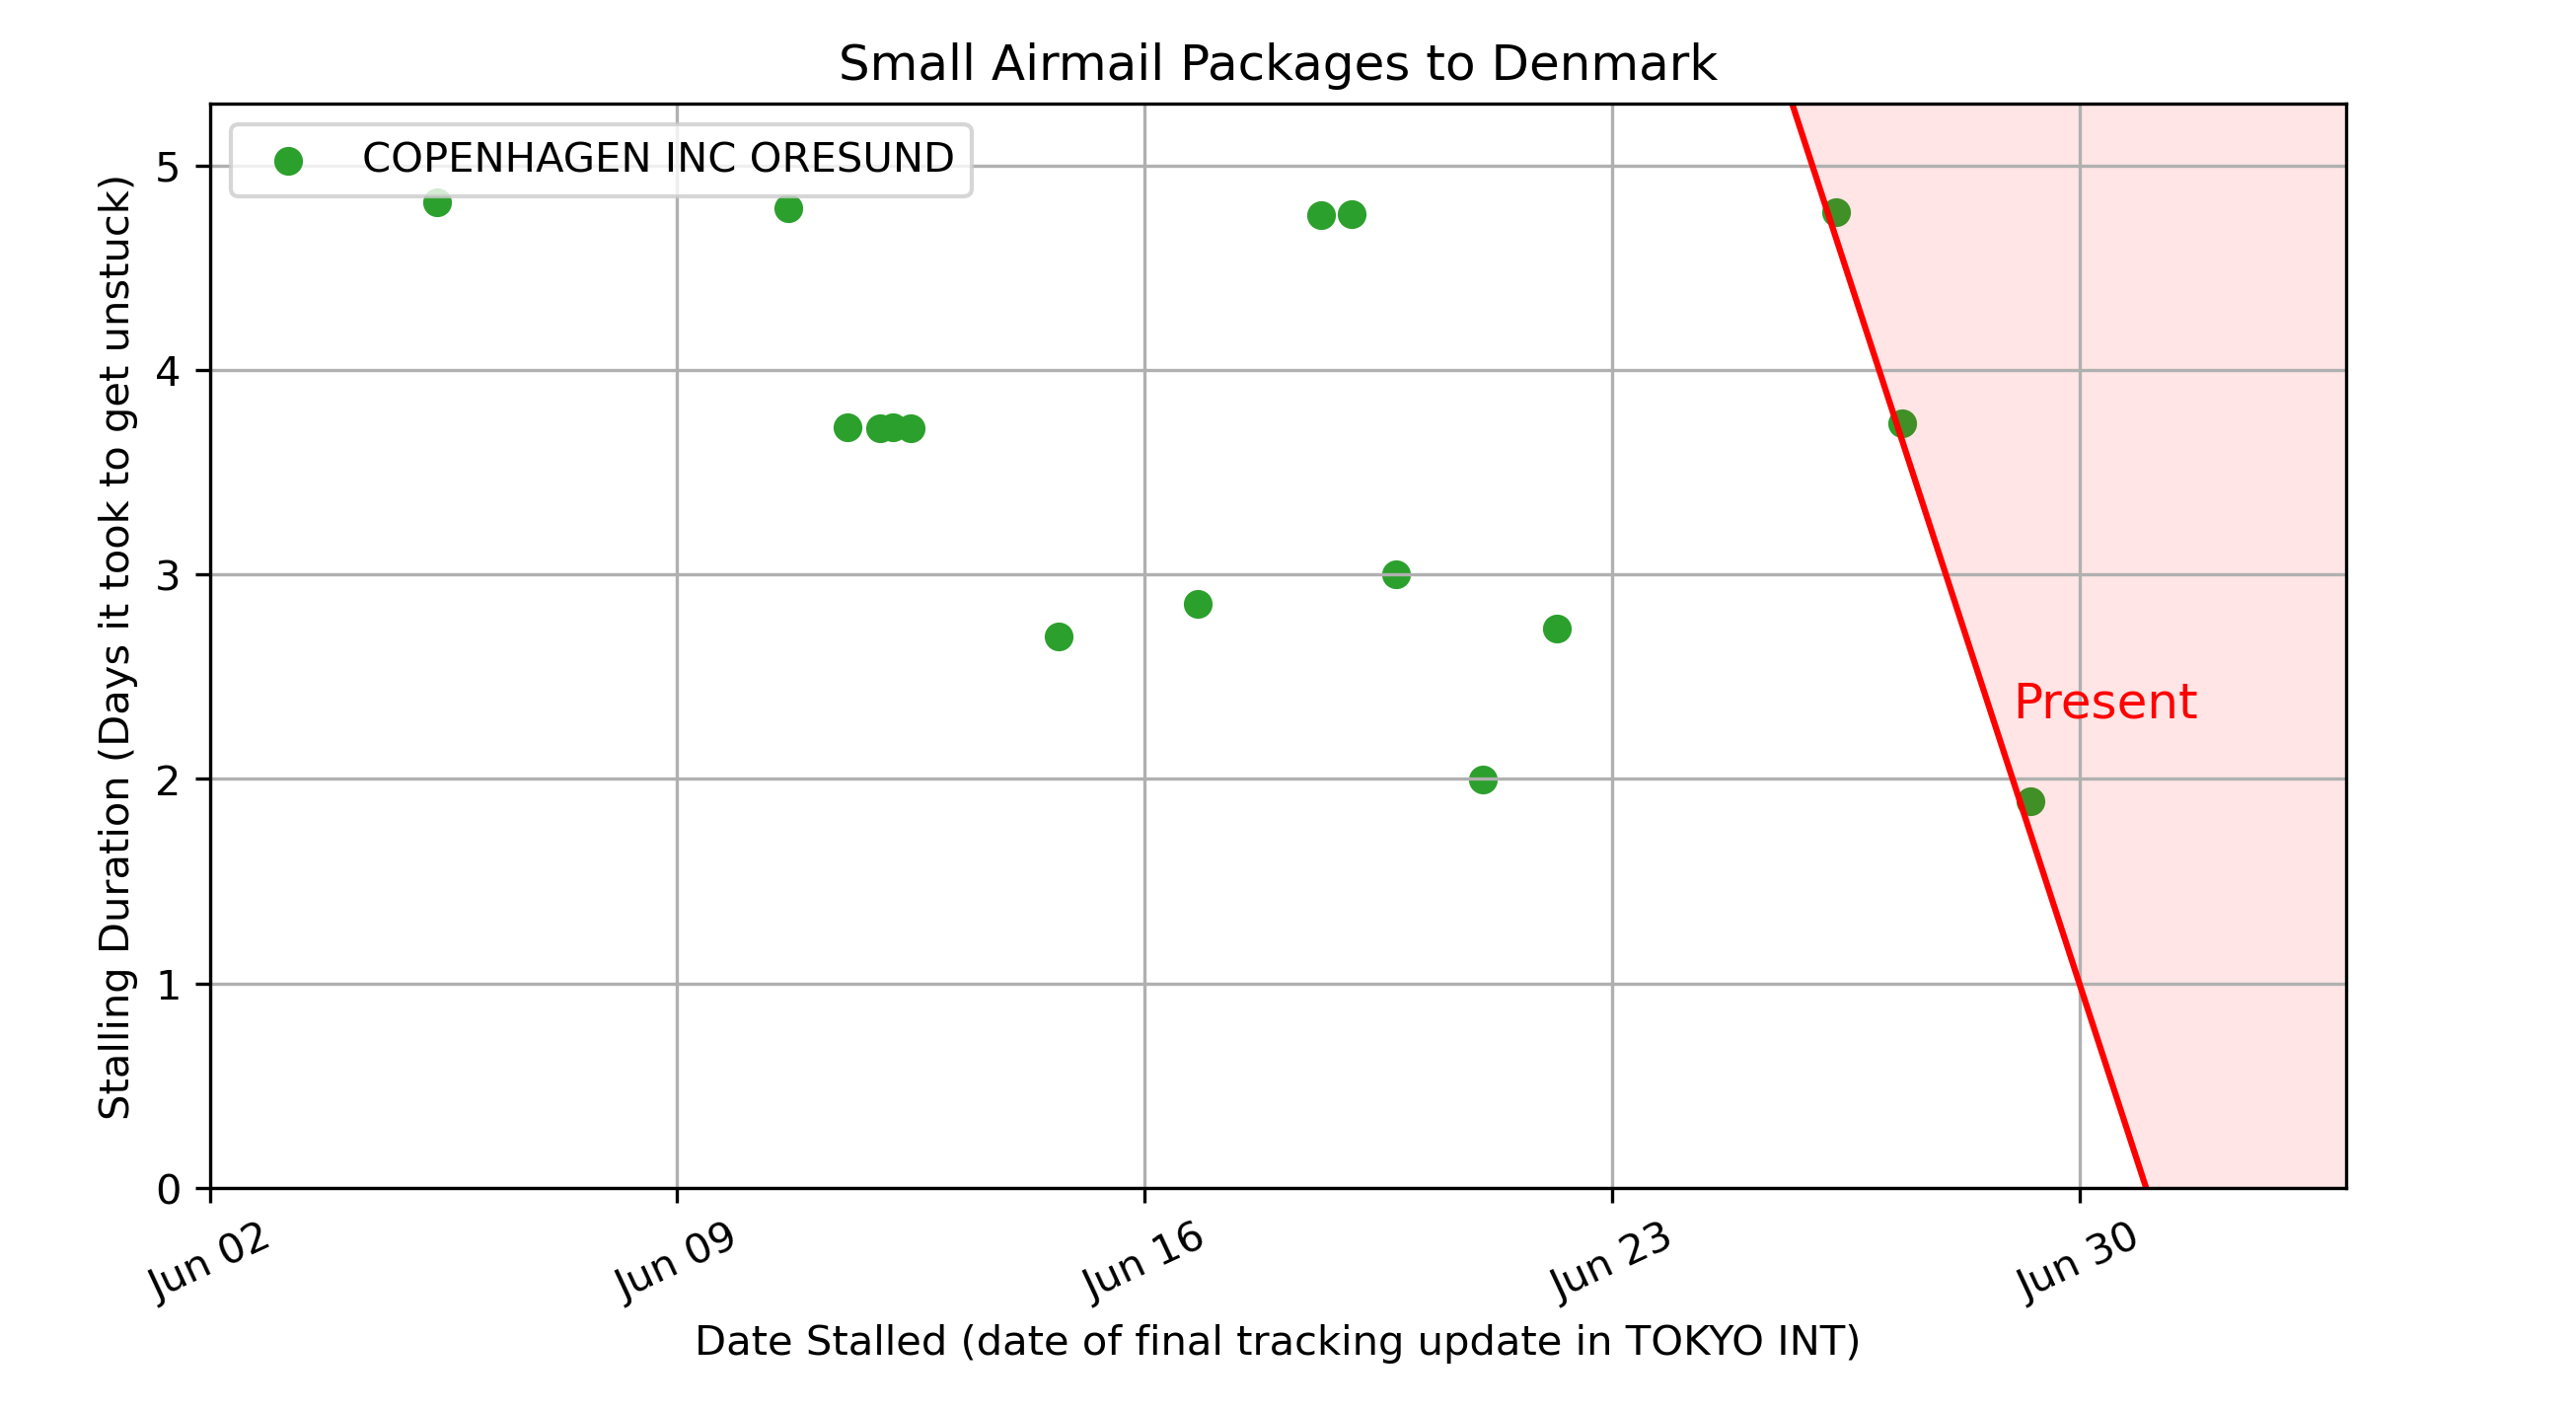 Small Airmail Packages to Denmark
COPENHAGEN INC ORESUND
Stalling Duration (Days it took to get unstuck)
5
4
3
2
1
0
Present
Jun 02
Jun 09
Jun 16
Jun 23
Jun 30
Date Stalled (date of final tracking update in TOKYO INT)